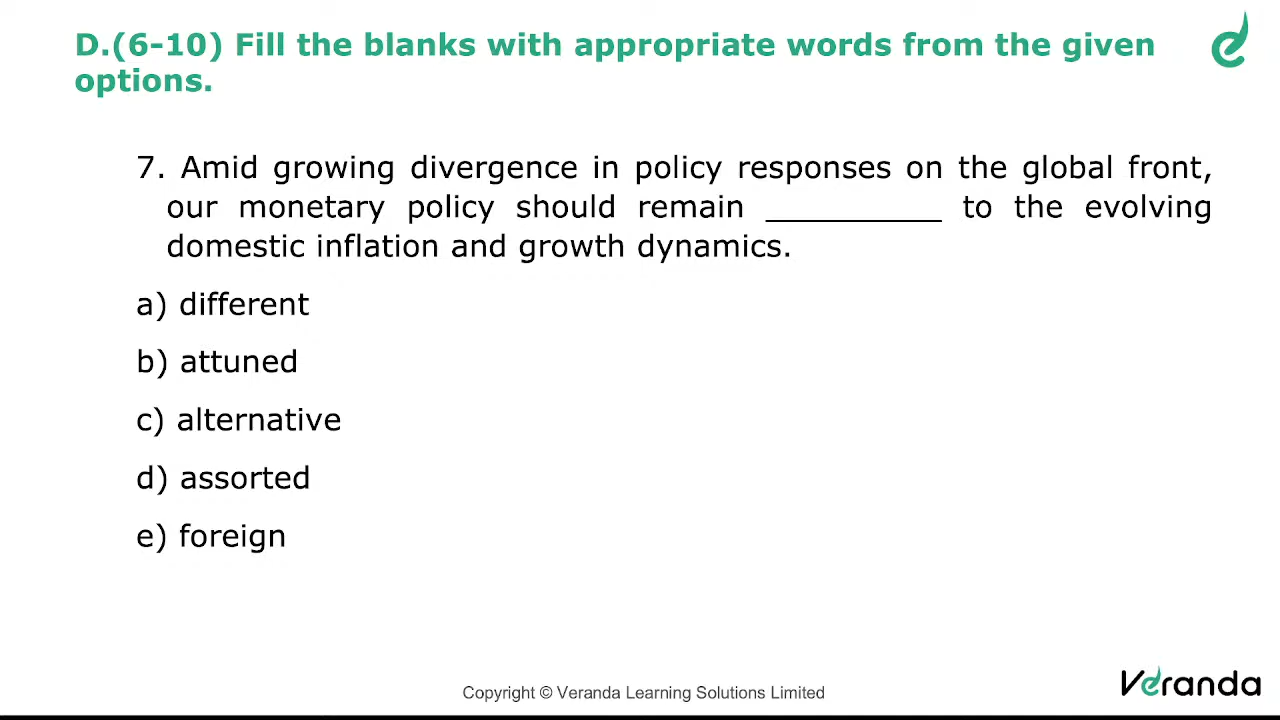 D.(6-10) Fill the blanks with appropriate words from the given
options.
7. Amid growing divergence in policy responses on the global front,
our monetary policy should remain __________ to the evolving
domestic inflation and growth dynamics.
a) different
b) attuned
c) alternative
d) assorted
e) foreign
Copyright © Veranda Learning Solutions Limited
Veranda